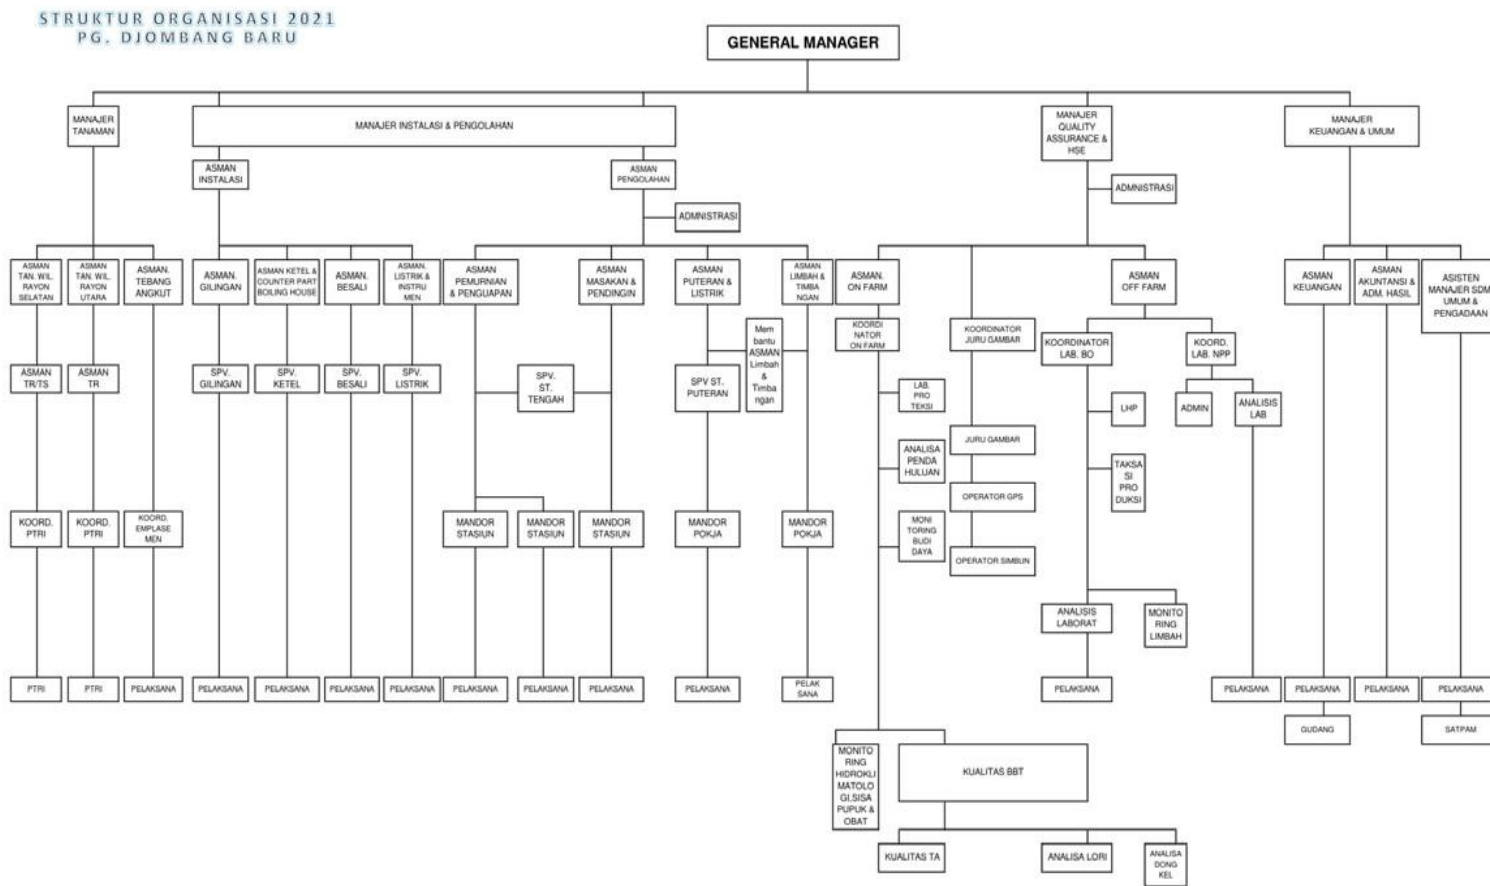 STRUKTUR ORGANISASI 2021
PG. DJOMBANG BARU
GENERAL MANAGER
MANAJER
TANAMAN
MANAJER INSTALASI & PENGOLAHAN
MANAJER
QUALITY
ASSURANCE &
HSE
MANAJER
KEUANGAN & UMUM
ASMAN
INSTALASI
ASMAN
PENGOLAHAN
ADMNISTRASI
ADMNISTRASI
ASMAN
TAN. WIL.
RAYON
SELATAN
ASMAN
TAN. WIL.
RAYON
UTARA
ASMAN.
TEBANG
ANGKUT
ASMAN.
GILINGAN
ASMAN KETEL &
COUNTER PART
BOILING HOUSE
ASMAN.
BESALI
ASMAN.
LISTRIK &
INSTRU
MEN
ASMAN
PEMURNIAN
& PENGUAPAN
ASMAN
MASAKAN &
PENDINGIN
ASMAN
PUTERAN &
LISTRIK
ASMAN
LIMBAH &
TIMBA
NGAN
ASMAN.
ON FARM
ASMAN
OFF FARM
ASMAN
KEUANGAN
ASMAN
AKUNTANSI &
ADM. HASIL
ASISTEN
MANAJER SDM
UMUM &
PENGADAAN
Mem
bantu
ASMAN
Limbah
&
Timba
ngan
KOORDI
NATOR
ON FARM
KOORDINATOR
JURU GAMBAR
KOORDINATOR
LAB. BO
KOORD.
LAB. NPP
ASMAN
TR/TS
ASMAN
TR
SPV.
GILINGAN
SPV.
KETEL
SPV.
BESALI
SPV.
LISTRIK
SPV.
ST.
TENGAH
SPV ST.
PUTERAN
LAB.
PRO
TEKSI
LHP
ADMIN
ANALISIS
LAB
ANALISA
PENDA
HULUAN
JURU GAMBAR
TAKSA
SI
PRO
DUKSI
OPERATOR GPS
KOORD.
PTRI
KOORD.
PTRI
KOORD.
EMPLASE
MEN
MANDOR
STASIUN
MANDOR
STASIUN
MANDOR
STASIUN
MANDOR
POKJA
MANDOR
POKJA
MONI
TORING
BUDI
DAYA
OPERATOR SIMBUN
ANALISIS
LABORAT
MONITO
RING
LIMBAH
PTRI
PTRI
PELAKSANA
PELAKSANA
PELAKSANA
PELAKSANA
PELAKSANA
PELAKSANA
PELAKSANA
PELAKSANA
PELAKSANA
PELAK
SANA
PELAKSANA
PELAKSANA
PELAKSANA
PELAKSANA
PELAKSANA
GUDANG
SATPAM
MONITO
RING
HIDROKLI
MATOLO
GI,SISA
PUPUK &
OBAT
KUALITAS BBT
KUALITAS TA
ANALISA LORI
ANALISA
DONG
KEL